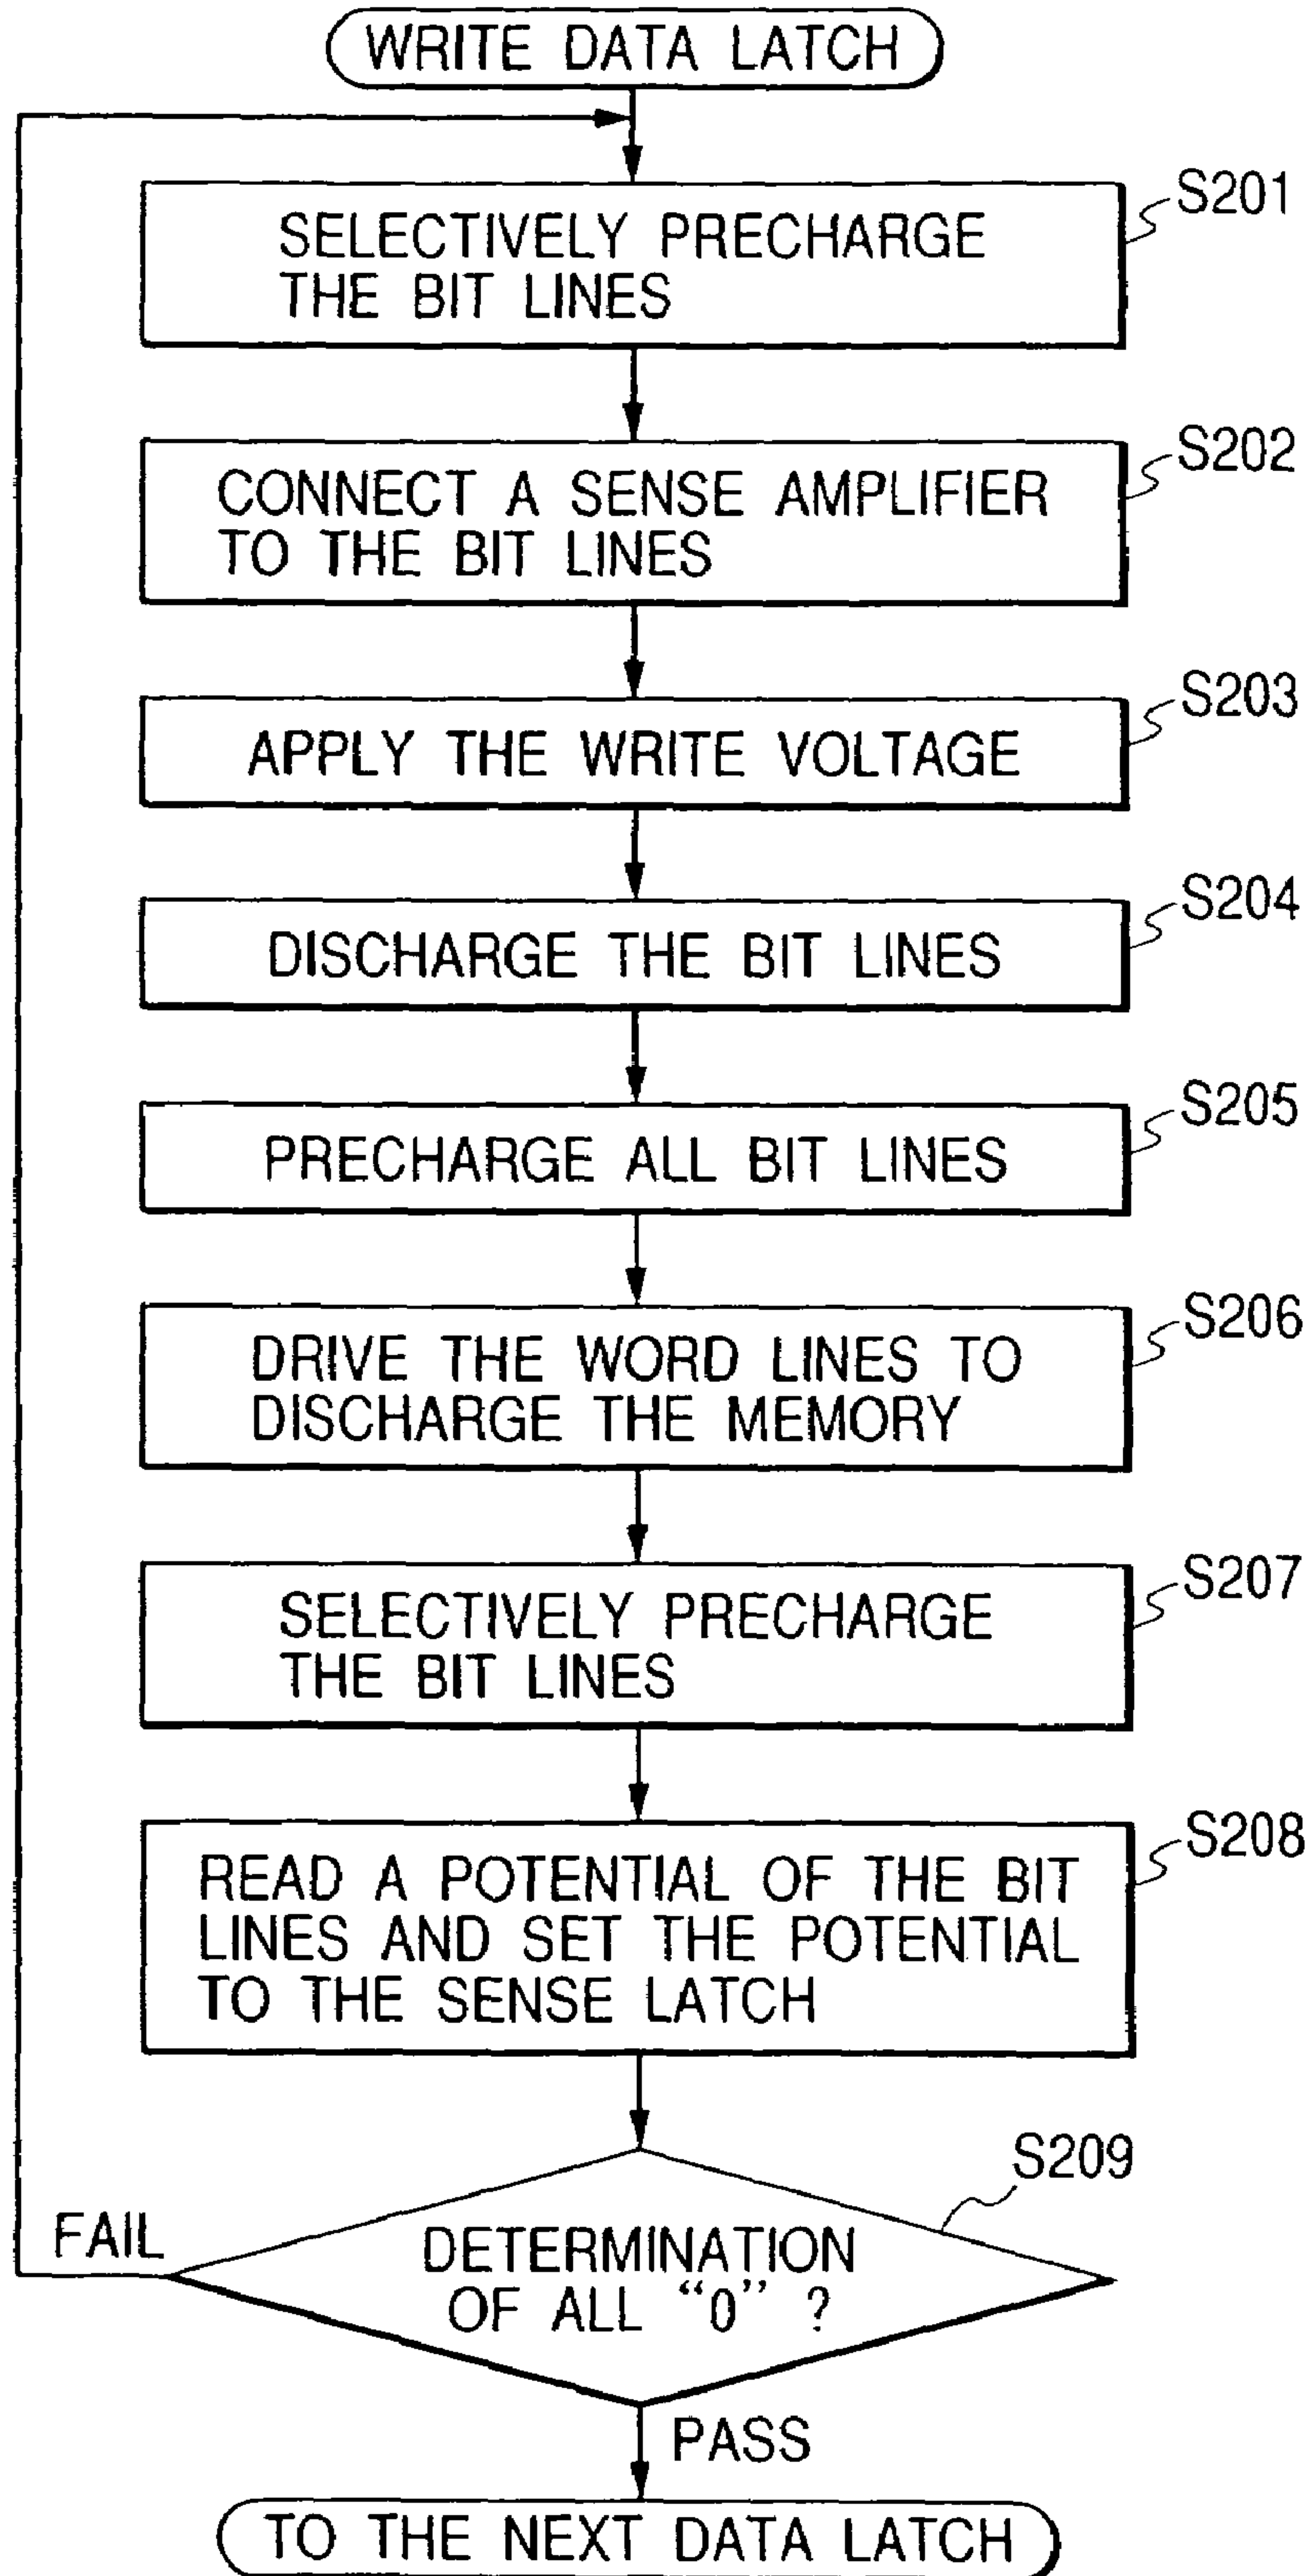 WRITE DATA LATCH
S201
SELECTIVELY PRECHARGE
THE BIT LINES
S202
CONNECT A SENSE AMPLIFIER
TO THE BIT LINES
S203
APPLY THE WRITE VOLTAGE
S204
DISCHARGE THE BIT LINES
S205
PRECHARGE ALL BIT LINES
S206
DRIVE THE WORD LINES TO
DISCHARGE THE MEMORY
S207
SELECTIVELY PRECHARGE
THE BIT LINES
S208
READ A POTENTIAL OF THE BIT
LINES AND SET THE POTENTIAL
TO THE SENSE LATCH
S209
FAIL
DETERMINATION
OF ALL “0” ?
PASS
TO THE NEXT DATA LATCH